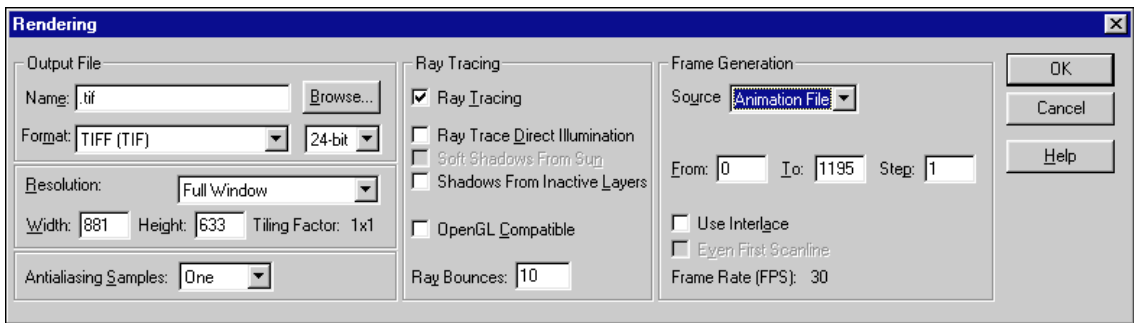 Rendering
Output File
Name: .tif Browse...
Format: TIFF (TIF) 24-bit
Resolution: Full Window
Width: 881 Height: 633 Tiling Factor: 1x1
Antialiasing Samples: One
Ray Tracing
Ray Tracing
Ray Trace Direct Illumination
Soft Shadows From Sun
Shadows From Inactive Layers
OpenGL Compatible
Ray Bounces: 10
Frame Generation
Source Animation File
From: 0 To: 1195 Step: 1
Use Interlace
Even First Scanline
Frame Rate (FPS): 30
OK
Cancel
Help